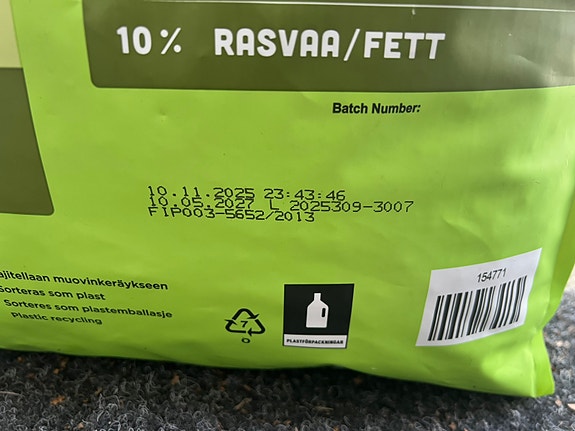 10% RASVAA/FETT
Batch Number:
10.11.2025 23:43:46
10.05.2027 L 2025309-3007
FIP003-5652/2013
ajitellaan muovinkeräykseen
Sorteras som plast
Sorteres som plastemballasje
Plastic recycling
7
O
PLASTFÖRPACKNINGAR
154771